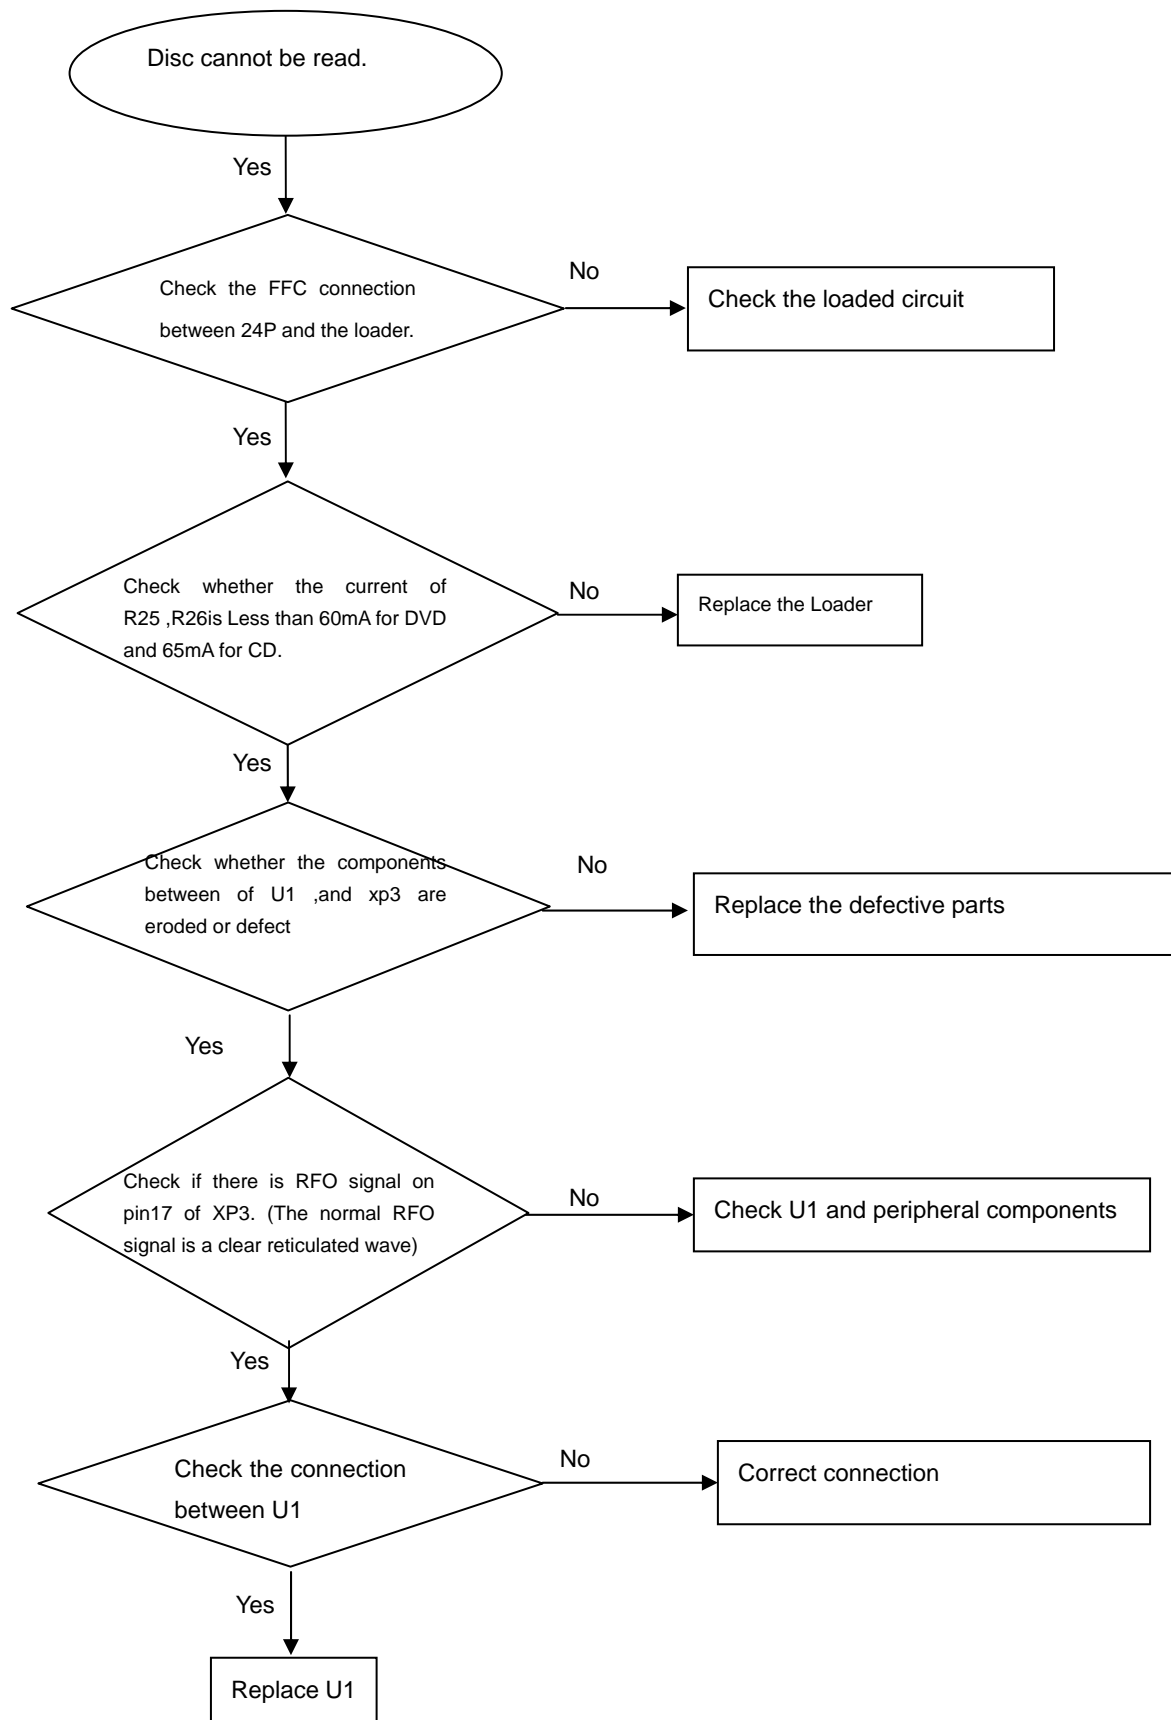 Disc cannot be read.
Yes
Check the FFC connection
between 24P and the loader.
No
Check the loaded circuit
Yes
Check whether the current of
R25 ,R26is Less than 60mA for DVD
and 65mA for CD.
No
Replace the Loader
Yes
Check whether the components
between of U1 ,and xp3 are
eroded or defect
No
Replace the defective parts
Yes
Check if there is RFO signal on
pin17 of XP3. (The normal RFO
signal is a clear reticulated wave)
No
Check U1 and peripheral components
Yes
Check the connection
between U1
No
Correct connection
Yes
Replace U1